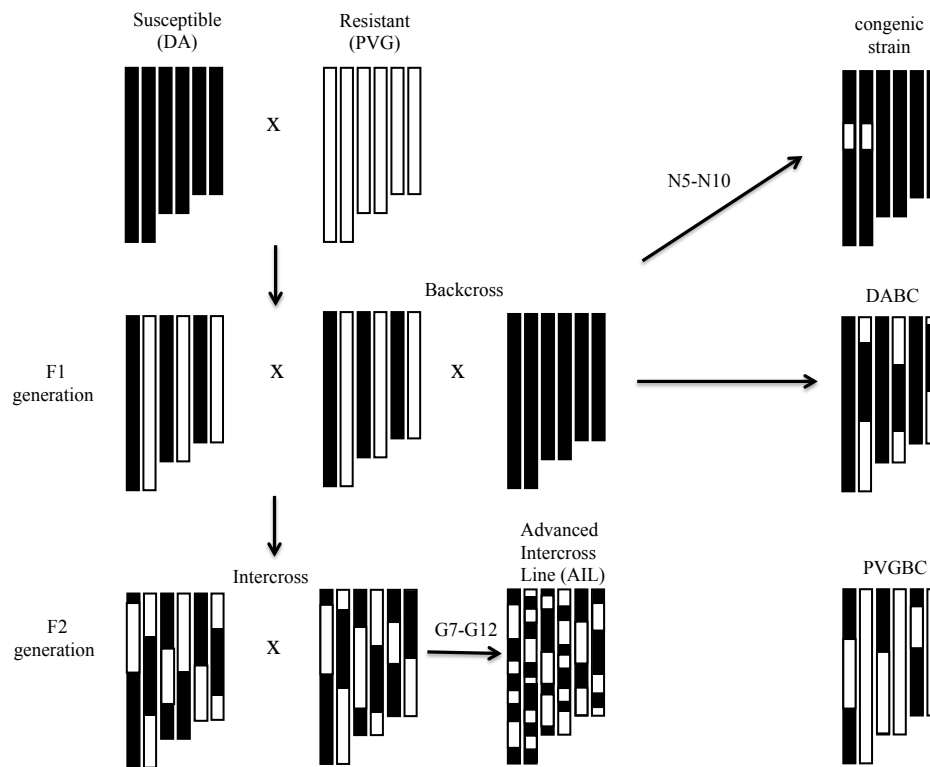 Susceptible
(DA)
Resistant
(PVG)
congenic
strain
X
N5-N10
Backcross
DABC
F1
generation
X
X
Advanced
Intercross
Line (AIL)
Intercross
PVGBC
F2
generation
X
G7-G12